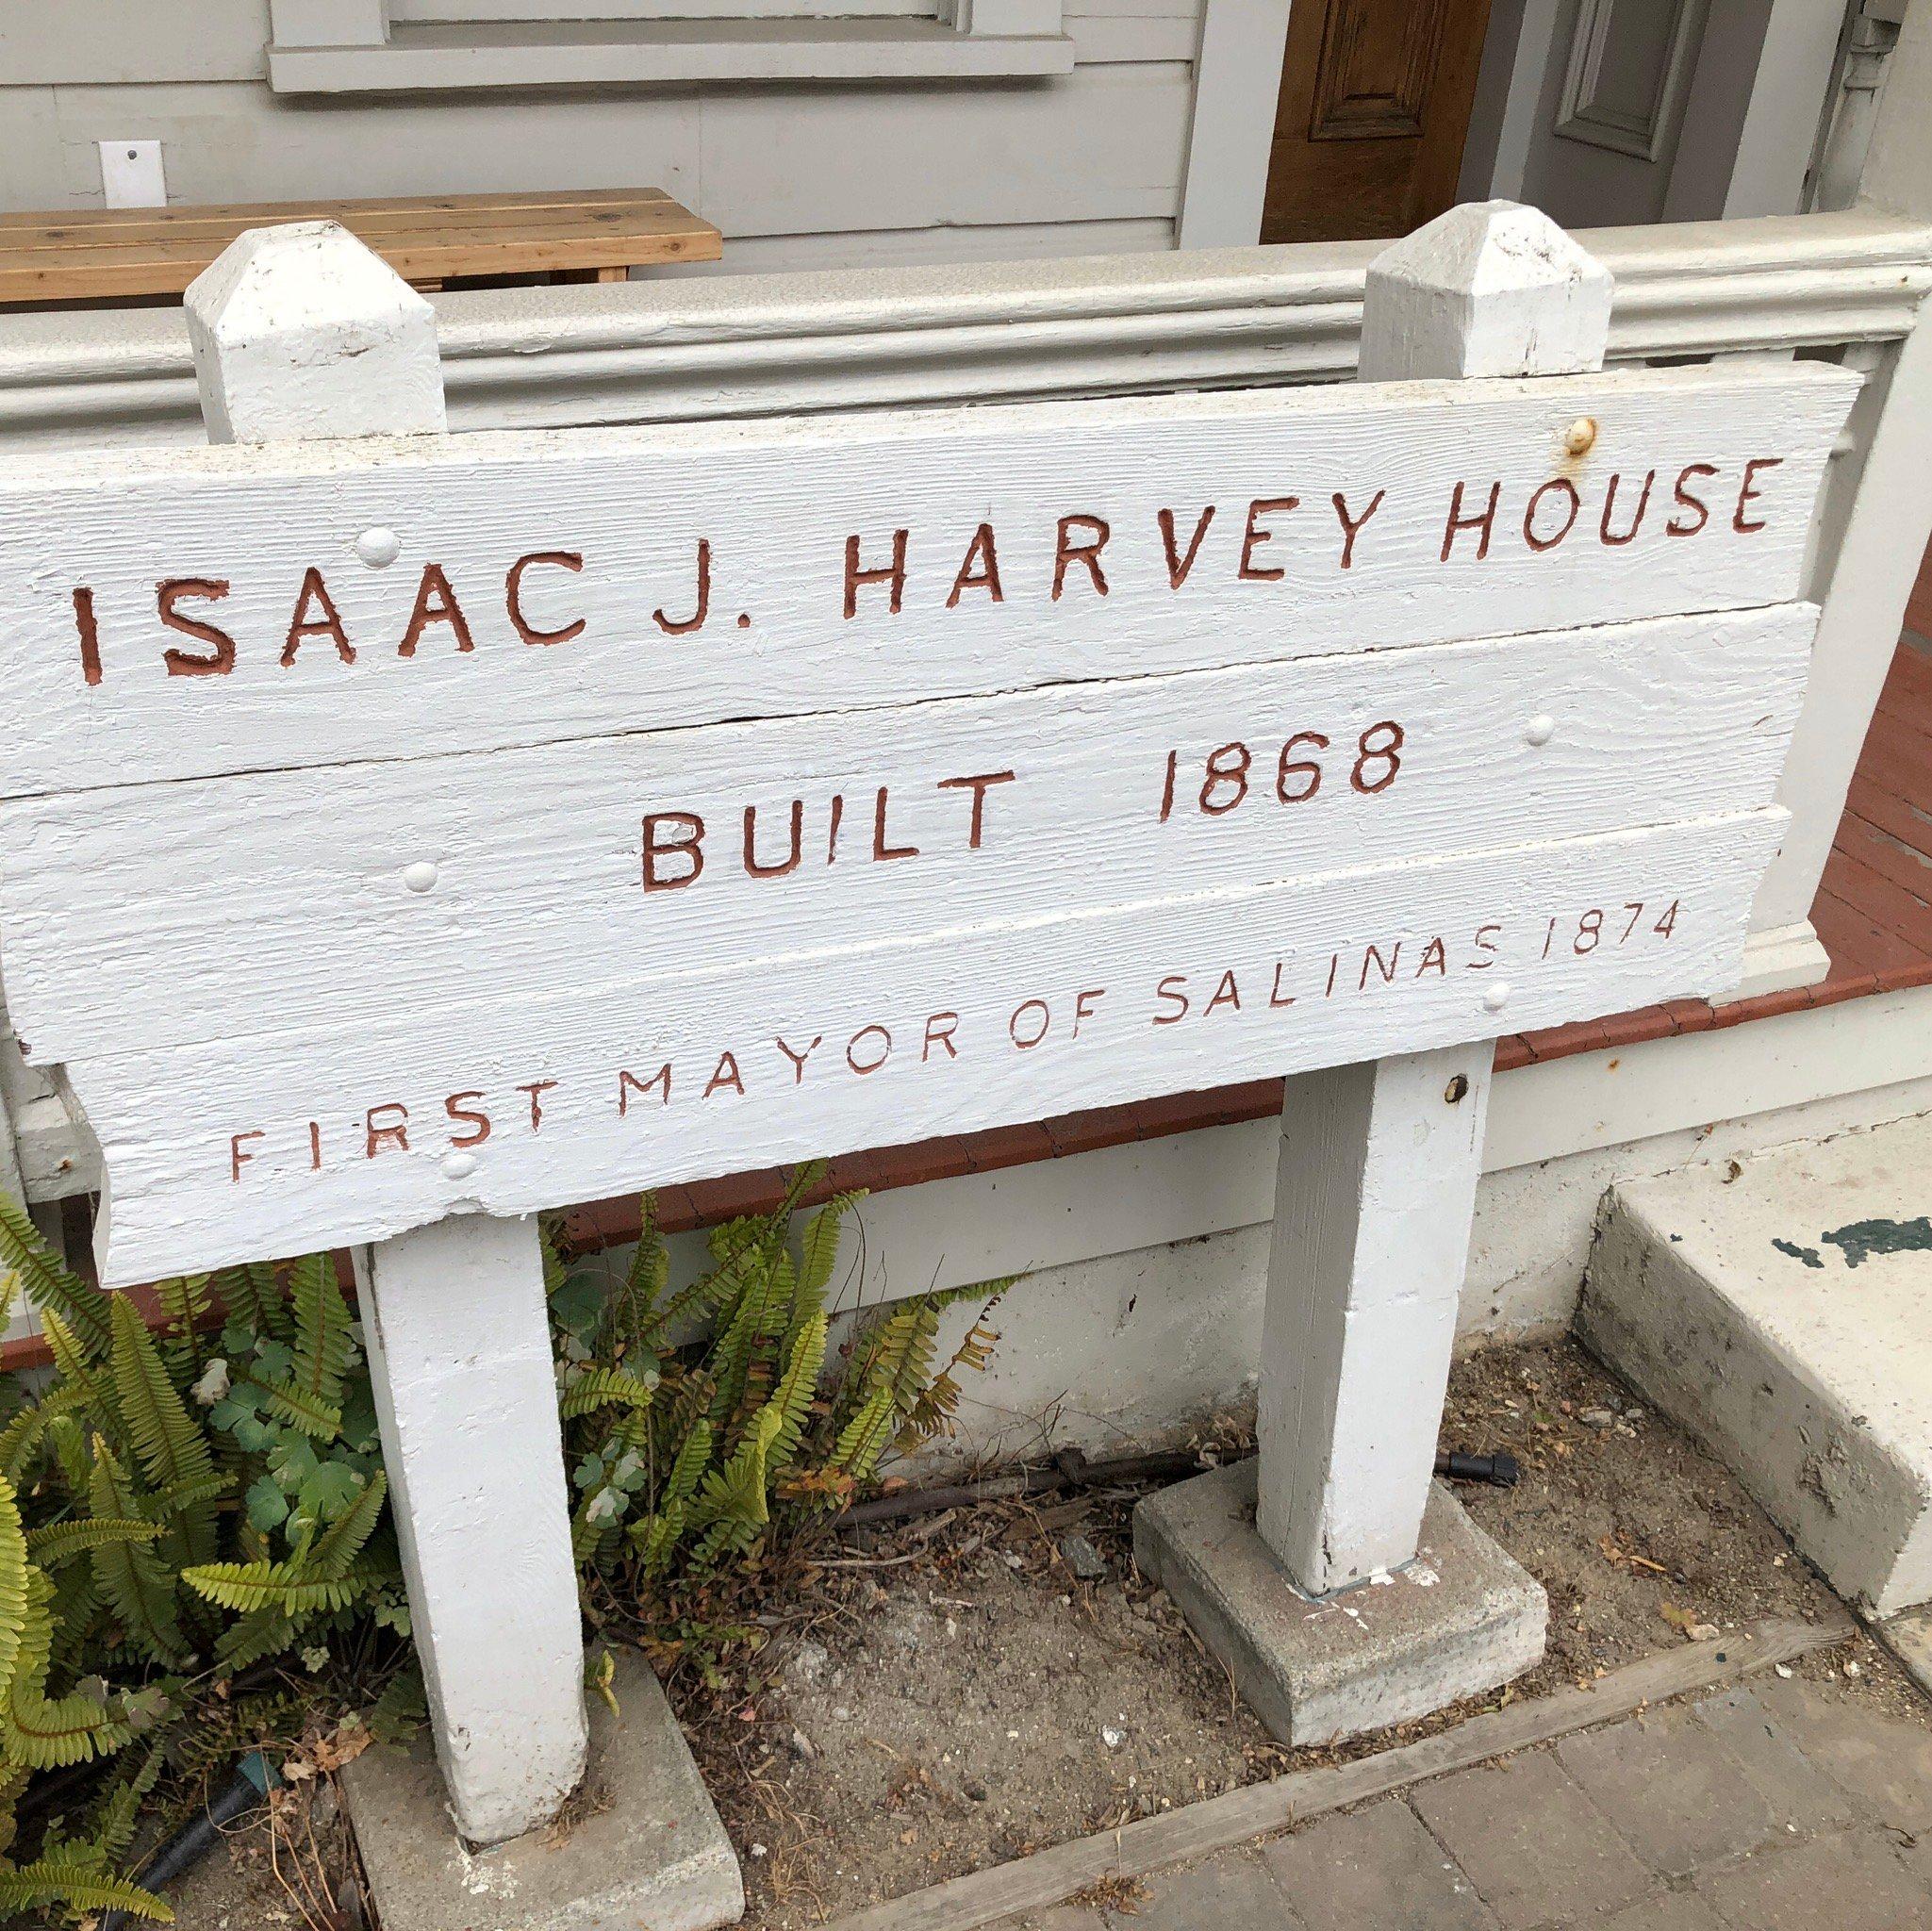 ISAAC J. HARVEY HOUSE
BUILT 1868
FIRST MAYOR OF SALINAS 1874